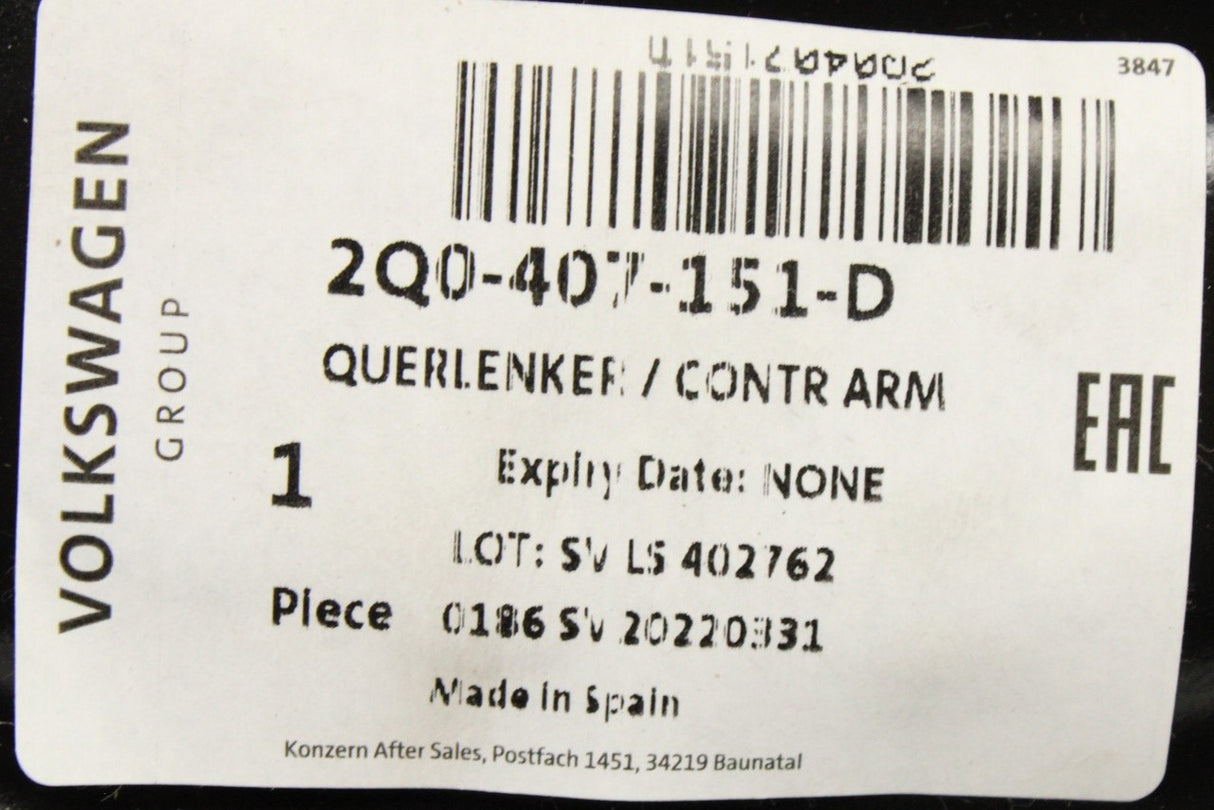 3847
2Q0-407-151-D
QUERLENKER / CONTR ARM
EAC
1
Expiry Date: NONE
LOT: SV LS 402762
Piece
0186 SV 20220331
Made in Spain
Konzern After Sales, Postfach 1451, 34219 Baunatal
VOLKSWAGEN
GROUP